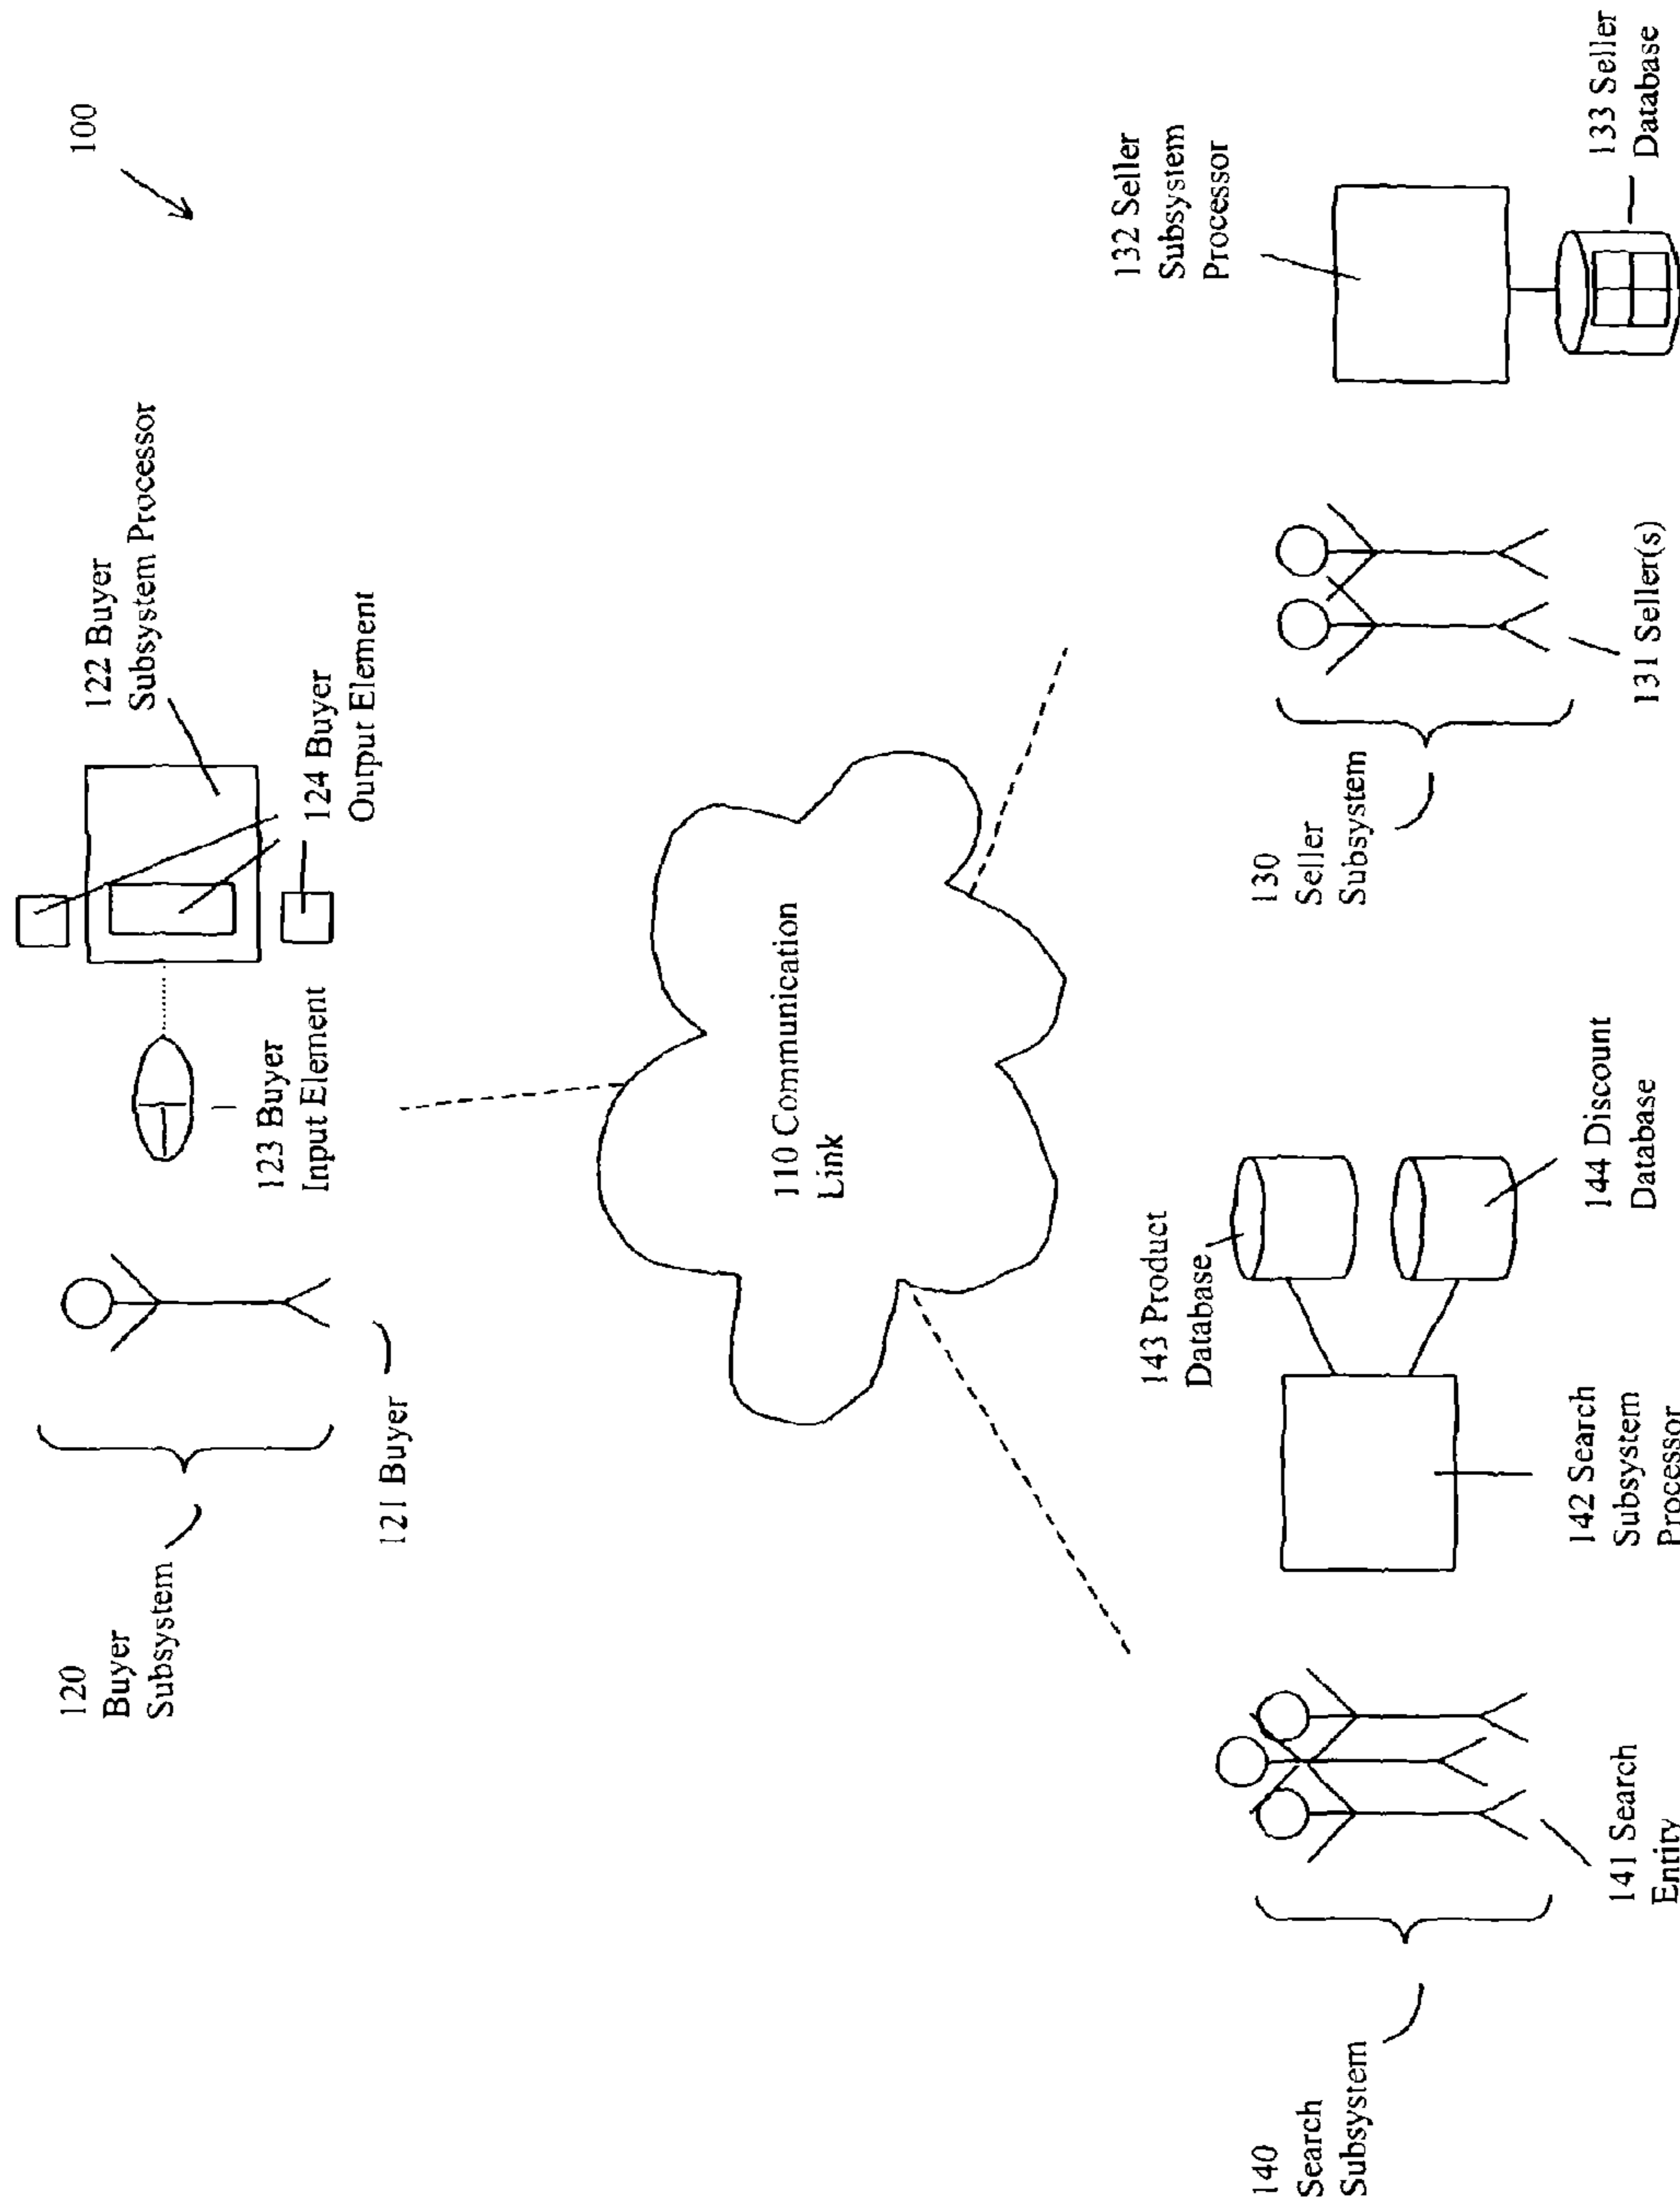 100
120
Buyer
Subsystem
121 Buyer
122 Buyer
Subsystem Processor
123 Buyer
Input Element
124 Buyer
Output Element
110 Communication
Link
140
Search
Subsystem
141 Search
Entity
142 Search
Subsystem
Processor
143 Product
Database
144 Discount
Database
130
Seller
Subsystem
131 Seller(s)
132 Seller
Subsystem
Processor
133 Seller
Database